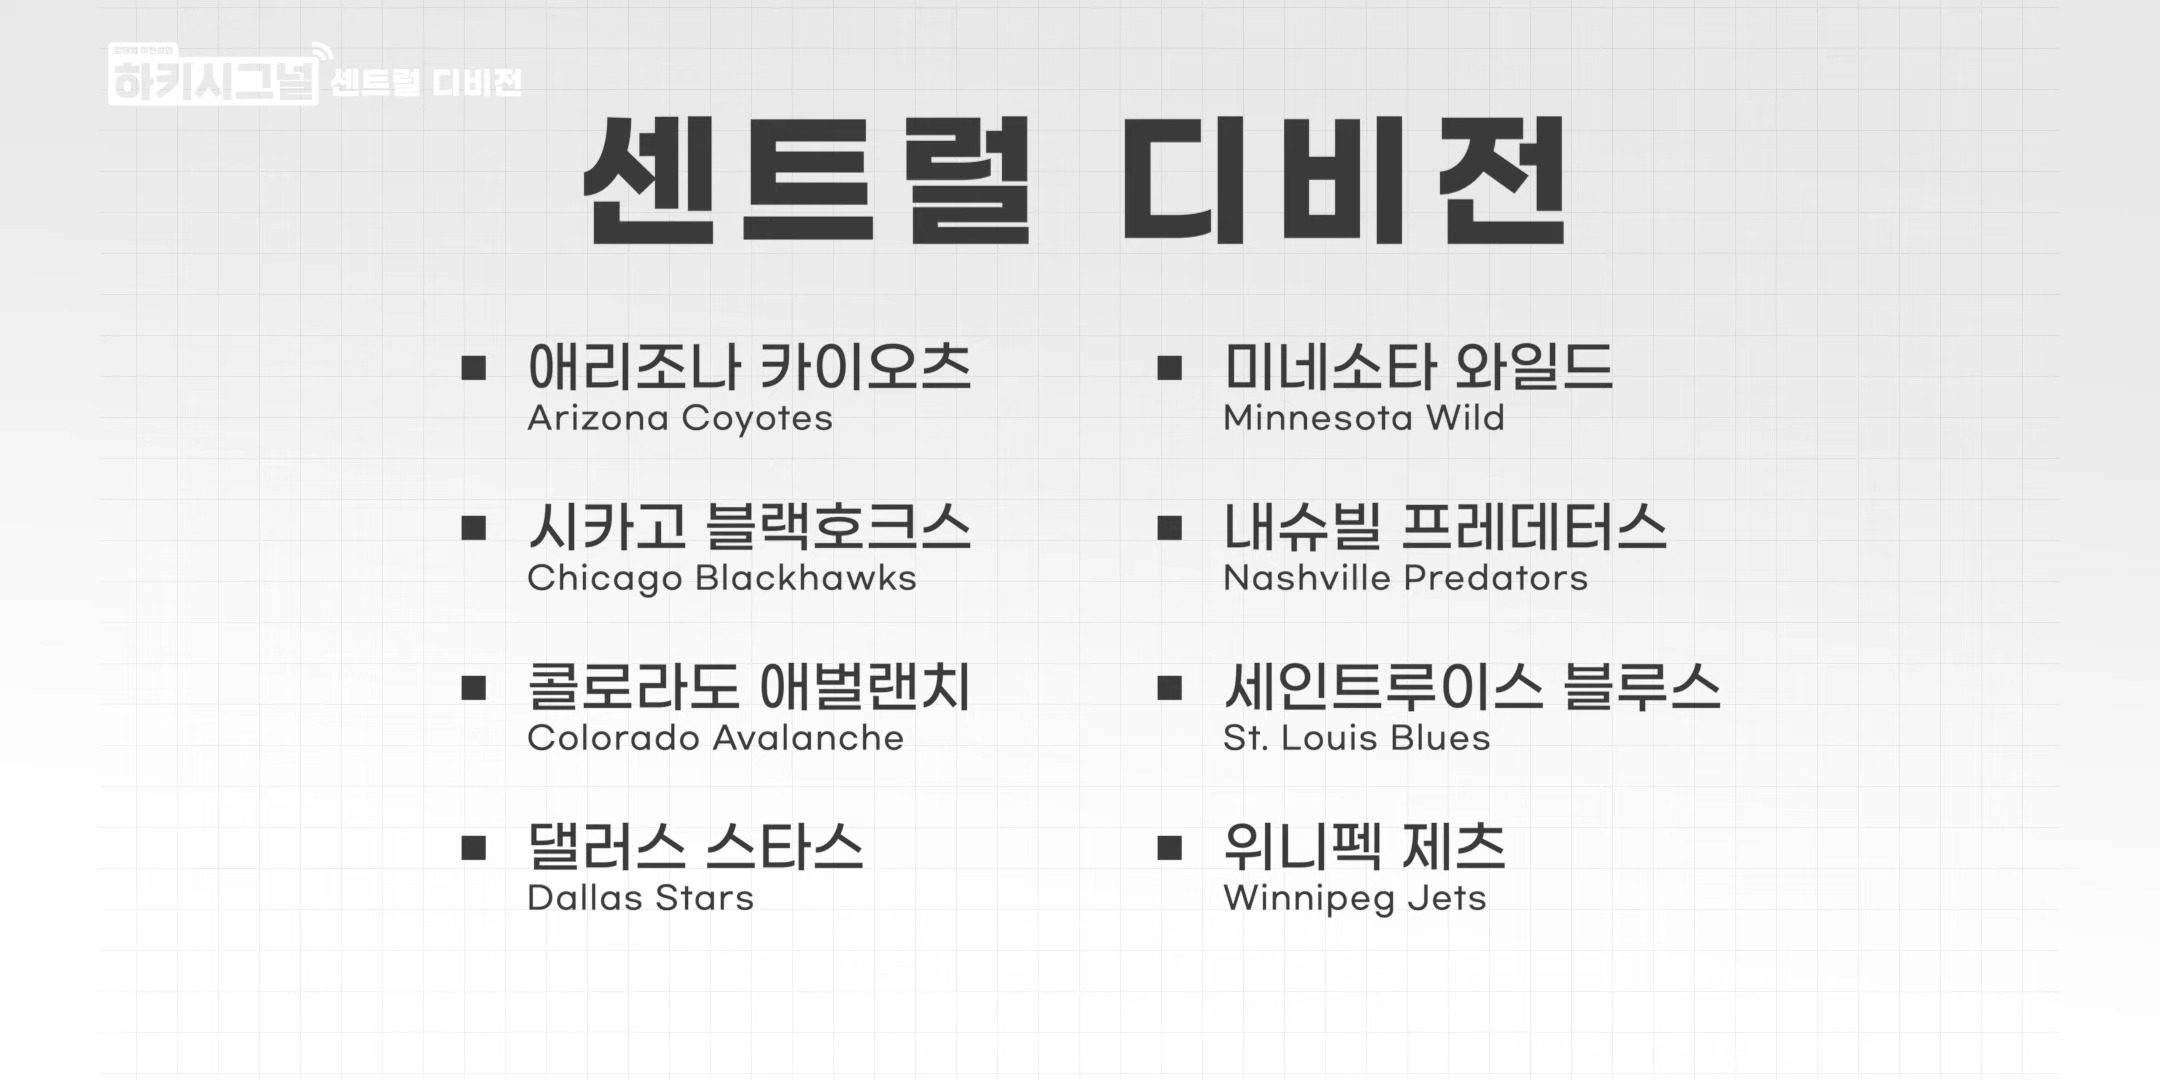 하키시그널 센트럴 디비전
센트럴 디비전
■ 애리조나 카이오츠
Arizona Coyotes
■ 시카고 블랙호크스
Chicago Blackhawks
■ 콜로라도 애벌랜치
Colorado Avalanche
■ 댈러스 스타스
Dallas Stars
■ 미네소타 와일드
Minnesota Wild
■ 내슈빌 프레데터스
Nashville Predators
■ 세인트루이스 블루스
St. Louis Blues
■ 위니펙 제츠
Winnipeg Jets